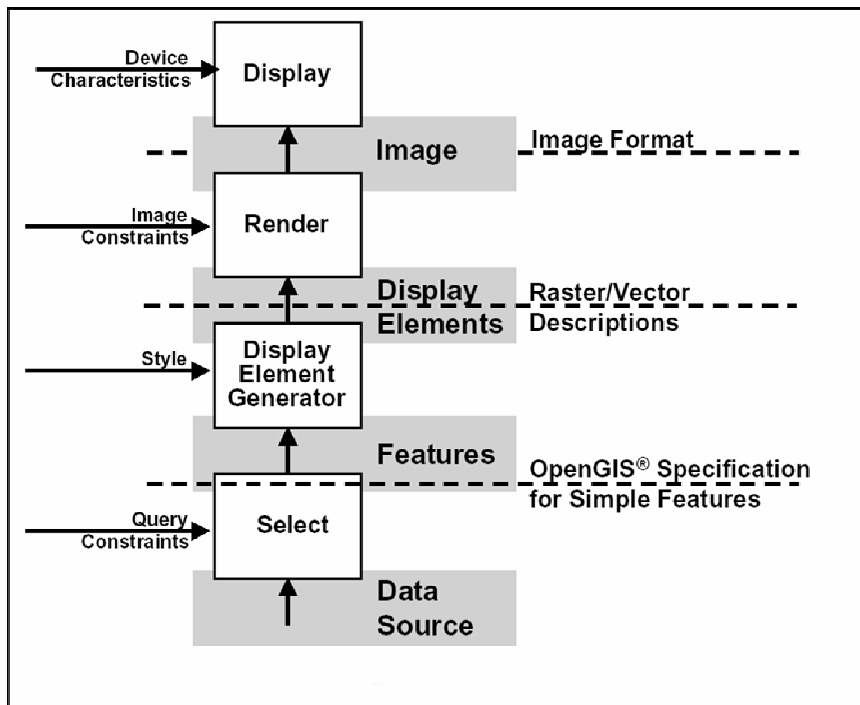 Device
Characteristics
Display
Image
Image Format
Image
Constraints
Render
Display
Elements
Raster/Vector
Descriptions
Style
Display
Element
Generator
Features
OpenGIS® Specification
for Simple Features
Query
Constraints
Select
Data
Source